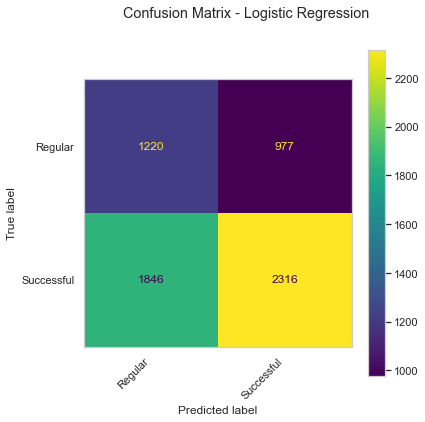 Confusion Matrix - Logistic Regression
True label
Regular
Successful
1220
977
1846
2316
Regular
Successful
Predicted label
2200
2000
1800
1600
1400
1200
1000